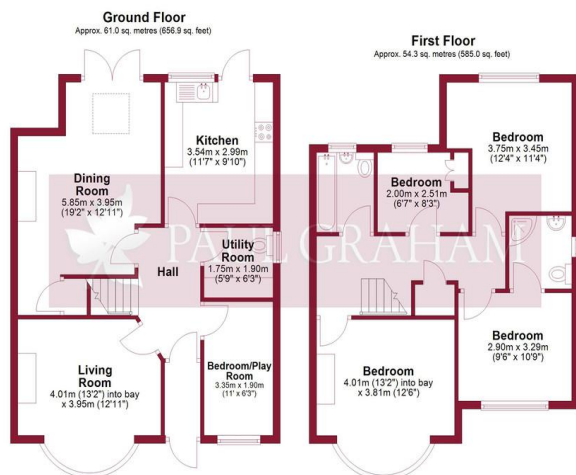 Ground Floor
Approx. 61.0 sq. metres (656.9 sq. feet)
Kitchen
3.54m x 2.99m
(11'7" x 9'10")
Dining
Room
5.85m x 3.95m
(19'2" x 12'11")
Hall
Utility
Room
1.75m x 1.90m
(5'9" x 6'3")
Living
Room
4.01m (13'2") into bay
x 3.95m (12'11")
Bedroom/Play
Room
3.35m x 1.90m
(11' x 6'3")
First Floor
Approx. 54.3 sq. metres (585.0 sq. feet)
Bedroom
3.75m x 3.45m
(12'4" x 11'4")
Bedroom
2.00m x 2.51m
(6'7" x 8'3")
Bedroom
2.90m x 3.29m
(9'6" x 10'9")
Bedroom
4.01m (13'2") into bay
x 3.81m (12'6")
PAUL GRAHAM